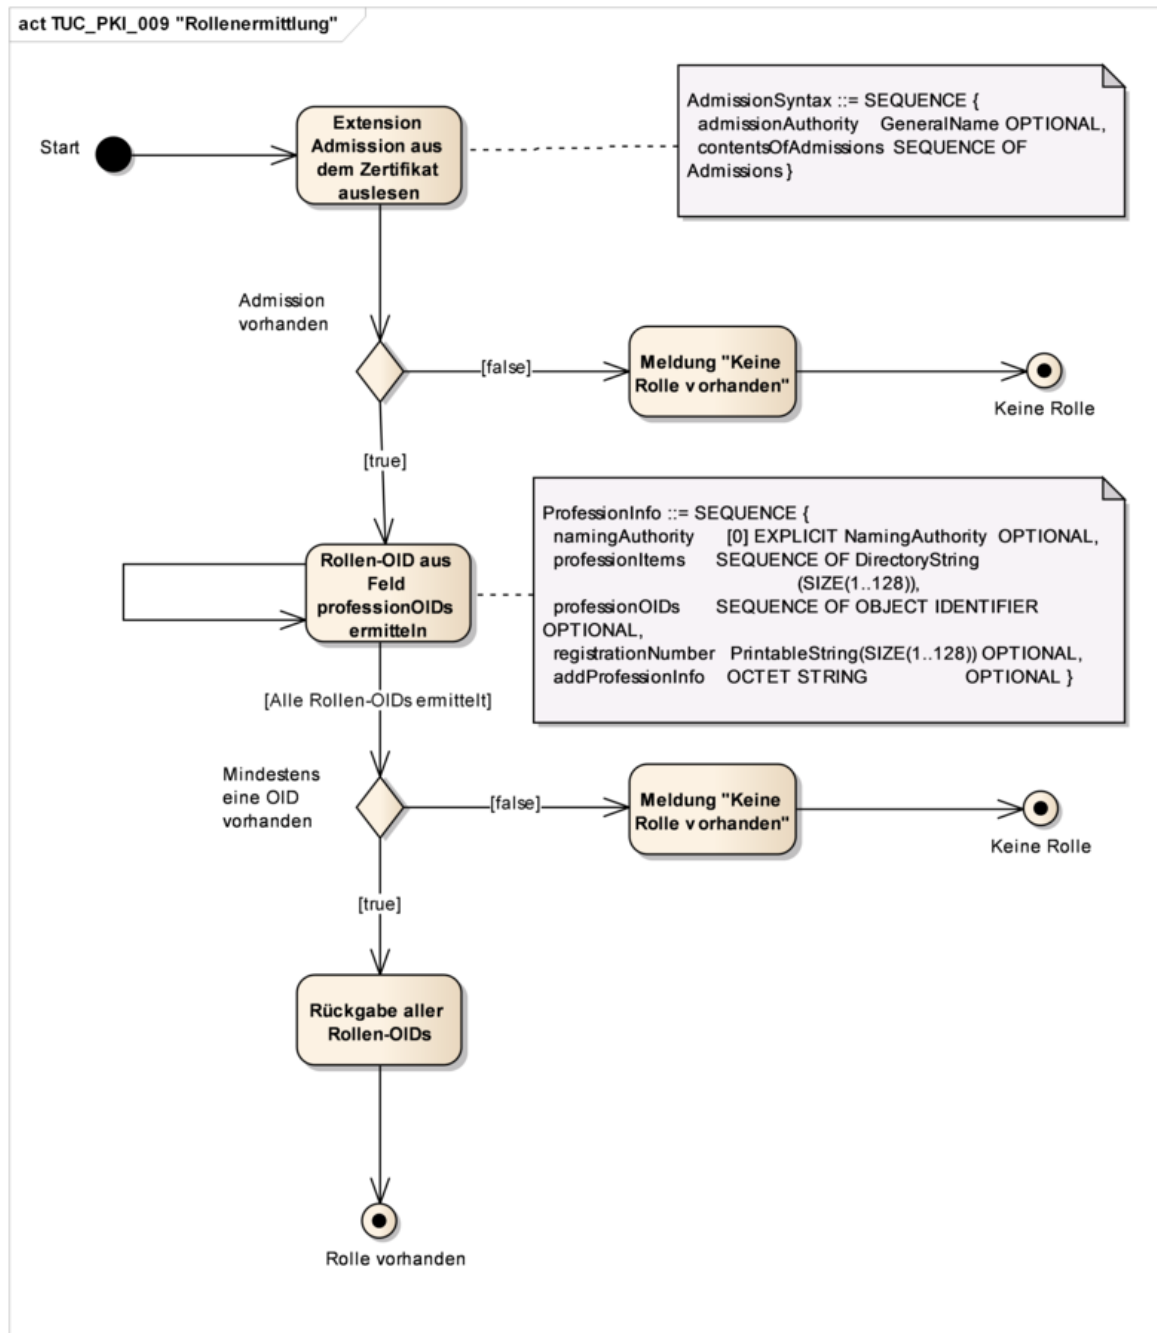 act TUC_PKI_009 "Rollenermittlung"
Start
Extension
Admission aus
dem Zertifikat
auslesen
AdmissionSyntax ::= SEQUENCE {
admissionAuthority GeneralName OPTIONAL,
contentsOfAdmissions SEQUENCE OF
Admissions }
Admission
vorhanden
[false]
Meldung "Keine
Rolle vorhanden"
Keine Rolle
[true]
Rollen-OID aus
Feld
professionOIDs
ermitteln
ProfessionInfo ::= SEQUENCE {
namingAuthority [0] EXPLICIT NamingAuthority OPTIONAL,
professionItems SEQUENCE OF DirectoryString
(SIZE(1..128)),
professionOIDs SEQUENCE OF OBJECT IDENTIFIER
OPTIONAL,
registrationNumber PrintableString(SIZE(1..128)) OPTIONAL,
addProfessionInfo OCTET STRING OPTIONAL }
[Alle Rollen-OIDs ermittelt]
Mindestens
eine OID
vorhanden
[false]
Meldung "Keine
Rolle vorhanden"
Keine Rolle
[true]
Rückgabe aller
Rollen-OIDs
Rolle vorhanden